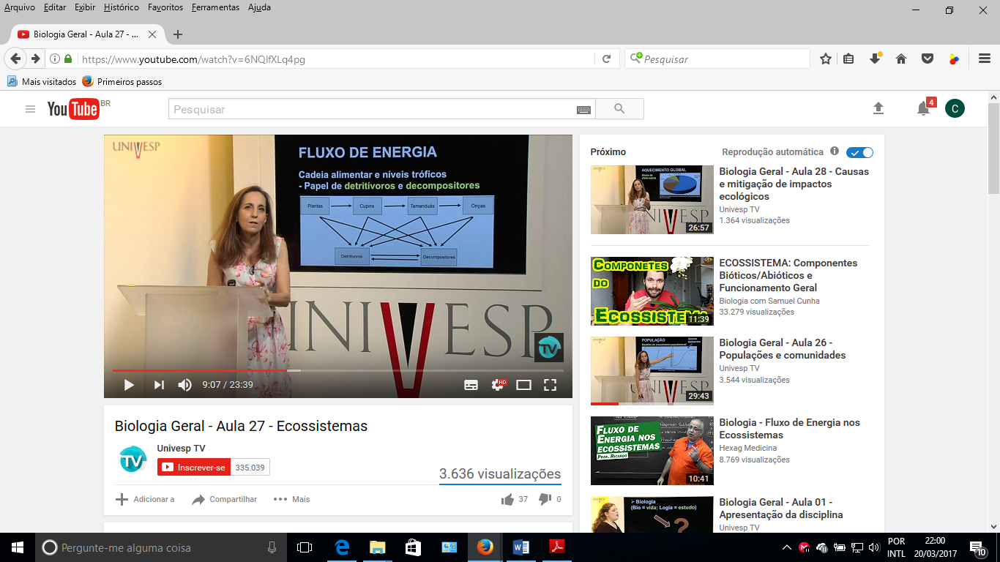 Arquivo Editar Exibir Histórico Favoritos Ferramentas Ajuda
Biologia Geral - Aula 27 - ...
https://www.youtube.com/watch?v=6NQlfXLq4pg
Pesquisar
Mais visitados Primeiros passos
YouTube BR
Pesquisar
4
C
UNIVESP
FLUXO DE ENERGIA
Cadeia alimentar e níveis tróficos
- Papel de detritívoros e decompositores
Plantas Cupins Tamanduás Onças
Detritívoros Decompositores
UNIVESP
TV
9:07 / 23:39
HD
Biologia Geral - Aula 27 - Ecossistemas
TV
Univesp TV
Inscrever-se 335.039
3.636 visualizações
Adicionar a Compartilhar Mais
37 0
Próximo
Reprodução automática
AQUECIMENTO GLOBAL
VESP
26:57
Biologia Geral - Aula 28 - Causas
e mitigação de impactos
ecológicos
Univesp TV
1.364 visualizações
COMPONETES
DO
ECOSSISTEMA
11:39
ECOSSISTEMA: Componentes
Bióticos/Abióticos e
Funcionamento Geral
Biologia com Samuel Cunha
33.279 visualizações
POPULAÇÃO
29:43
Biologia Geral - Aula 26 -
Populações e comunidades
Univesp TV
3.544 visualizações
FLUXO DE
ENERGIA NOS
ECOSSISTEMAS
PROF. RICARDO
10:41
Biologia - Fluxo de Energia nos
Ecossistemas
Hexag Medicina
8.769 visualizações
Biologia
(Bio = vida; Logia = estudo)
?
Biologia Geral - Aula 01 -
Apresentação da disciplina
Univesp TV
Pergunte-me alguma coisa
POR
INTL
22:00
20/03/2017
10